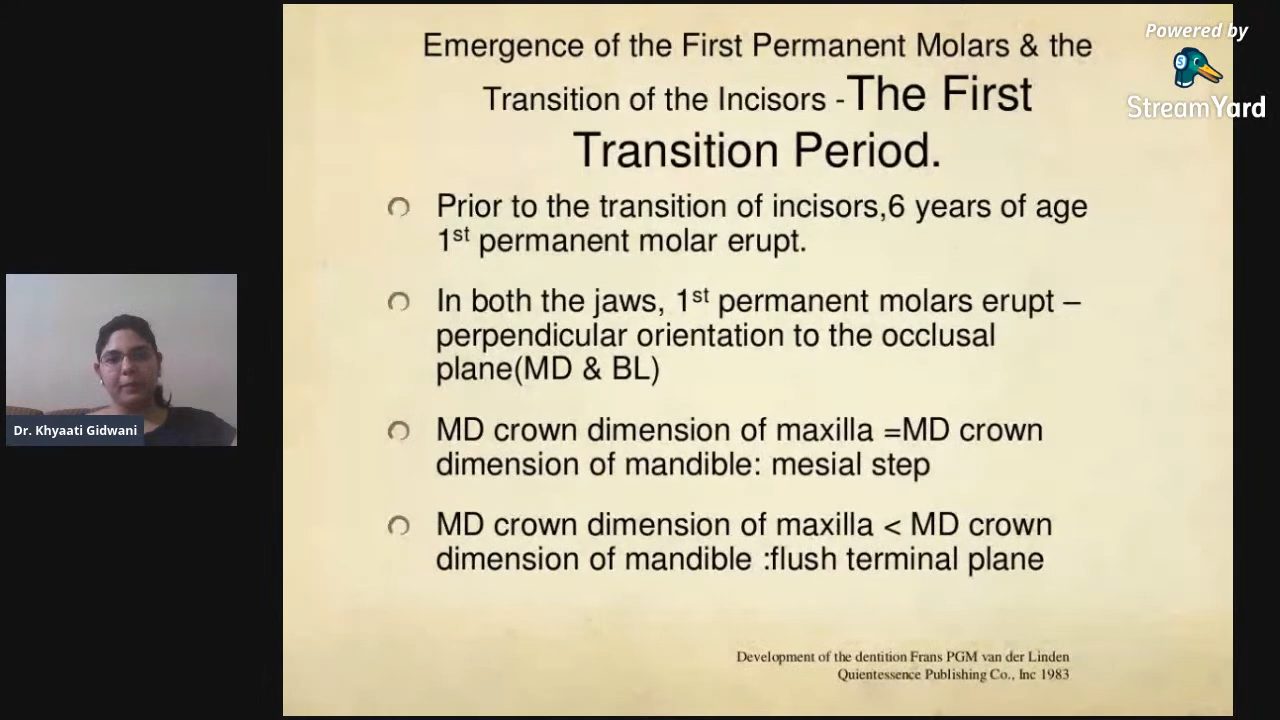 Emergence of the First Permanent Molars & the
Transition of the Incisors -The First
Transition Period.
Prior to the transition of incisors,6 years of age
1st permanent molar erupt.
In both the jaws, 1st permanent molars erupt –
perpendicular orientation to the occlusal
plane(MD & BL)
MD crown dimension of maxilla =MD crown
dimension of mandible: mesial step
MD crown dimension of maxilla < MD crown
dimension of mandible :flush terminal plane
Development of the dentition Frans PGM van der Linden
Quientessence Publishing Co., Inc 1983
Dr. Khyaati Gidwani
Powered by
S
StreamYard